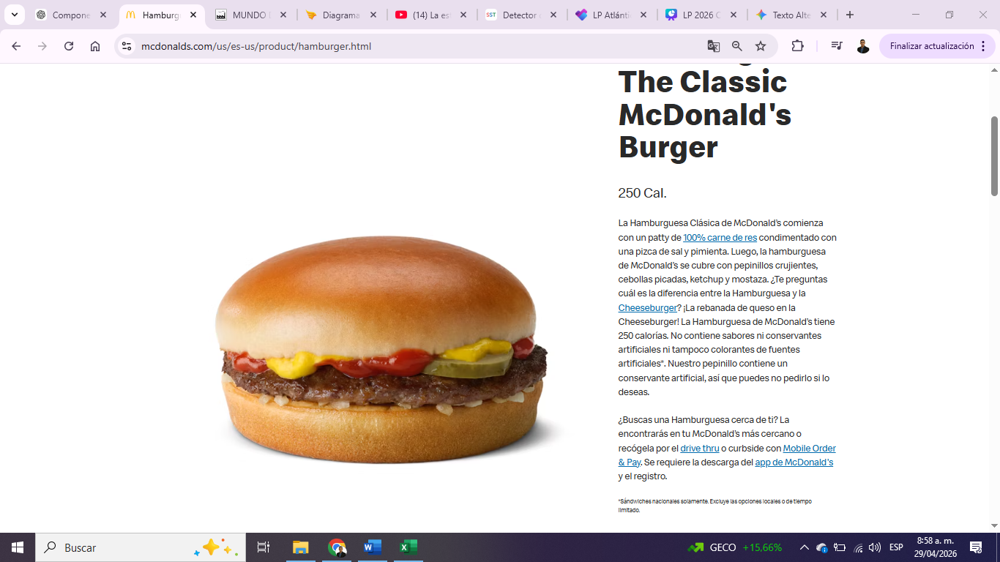 Compone
Hamburg
MUNDO
Diagrama
(14) La es
SST
Detector
LP Atlánti
LP 2026 C
Texto Alte
mcdonalds.com/us/es-us/product/hamburger.html
Finalizar actualización
The Classic
McDonald's
Burger
250 Cal.
La Hamburguesa Clásica de McDonald’s comienza
con un patty de 100% carne de res condimentado con
una pizca de sal y pimienta. Luego, la hamburguesa
de McDonald’s se cubre con pepinillos crujientes,
cebollas picadas, ketchup y mostaza. ¿Te preguntas
cuál es la diferencia entre la Hamburguesa y la
Cheeseburger? ¡La rebanada de queso en la
Cheeseburger! La Hamburguesa de McDonald’s tiene
250 calorías. No contiene sabores ni conservantes
artificiales ni tampoco colorantes de fuentes
artificiales*. Nuestro pepinillo contiene un
conservante artificial, así que puedes no pedirlo si lo
deseas.
¿Buscas una Hamburguesa cerca de ti? La
encontrarás en tu McDonald’s más cercano o
recógela por el drive thru o curbside con Mobile Order
& Pay. Se requiere la descarga del app de McDonald’s
y el registro.
*Sándwiches nacionales solamente. Excluye las opciones locales o de tiempo
limitado.
Buscar
GECO +15,66%
ESP
8:58 a. m.
29/04/2026